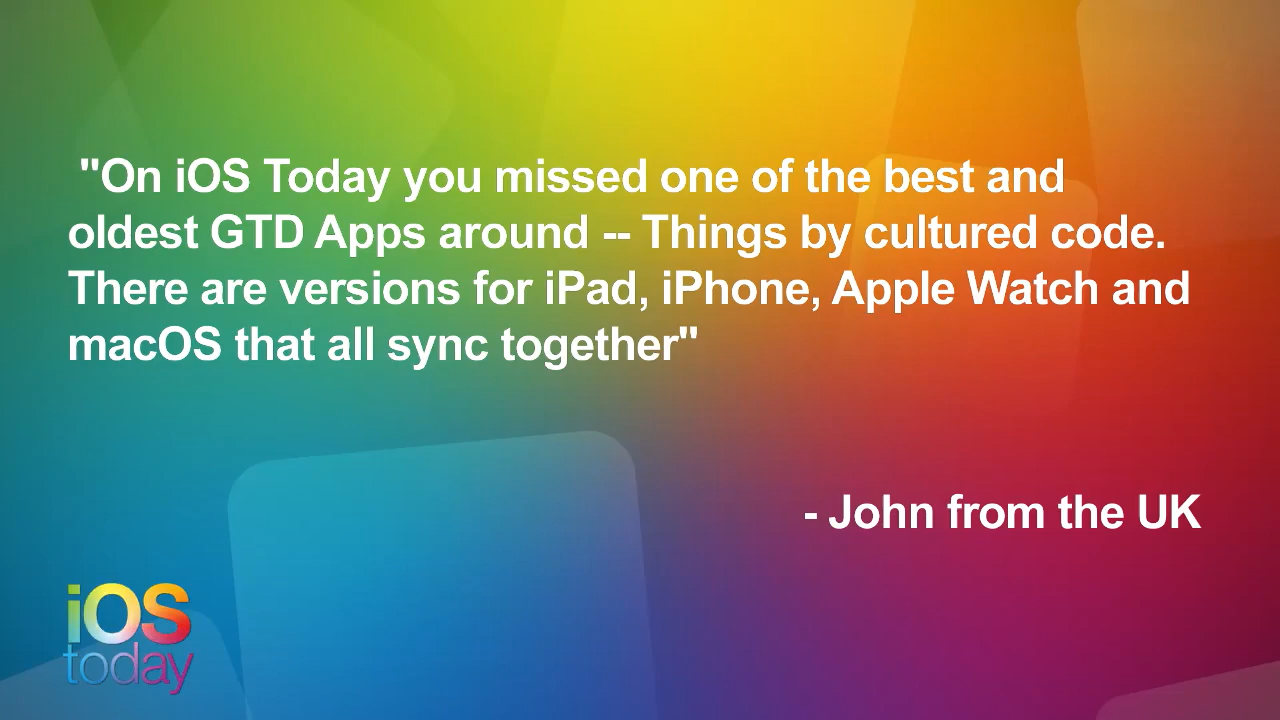 "On iOS Today you missed one of the best and
oldest GTD Apps around -- Things by cultured code.
There are versions for iPad, iPhone, Apple Watch and
macOS that all sync together"
- John from the UK
iOS
today